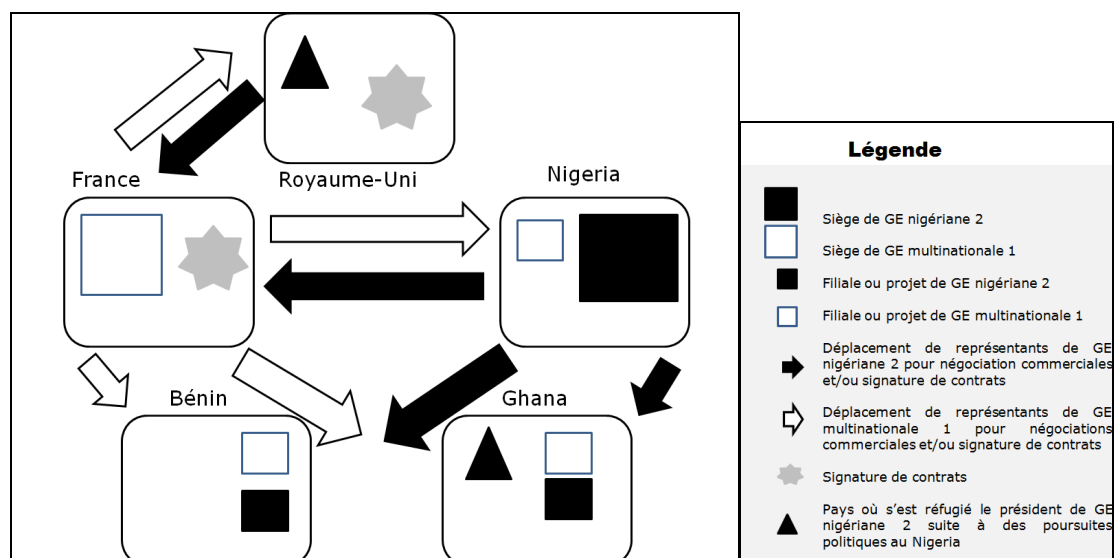 France
Royaume-Uni
Nigeria
Bénin
Ghana
Légende
Siège de GE nigériane 2
Siège de GE multinationale 1
Filiale ou projet de GE nigériane 2
Filiale ou projet de GE multinationale 1
Déplacement de représentants de GE
nigériane 2 pour négociation commerciales
et/ou signature de contrats
Déplacement de représentants de GE
multinationale 1 pour négociations
commerciales et/ou signature de contrats
Signature de contrats
Pays où s’est réfugié le président de GE
nigériane 2 suite à des poursuites
politiques au Nigeria